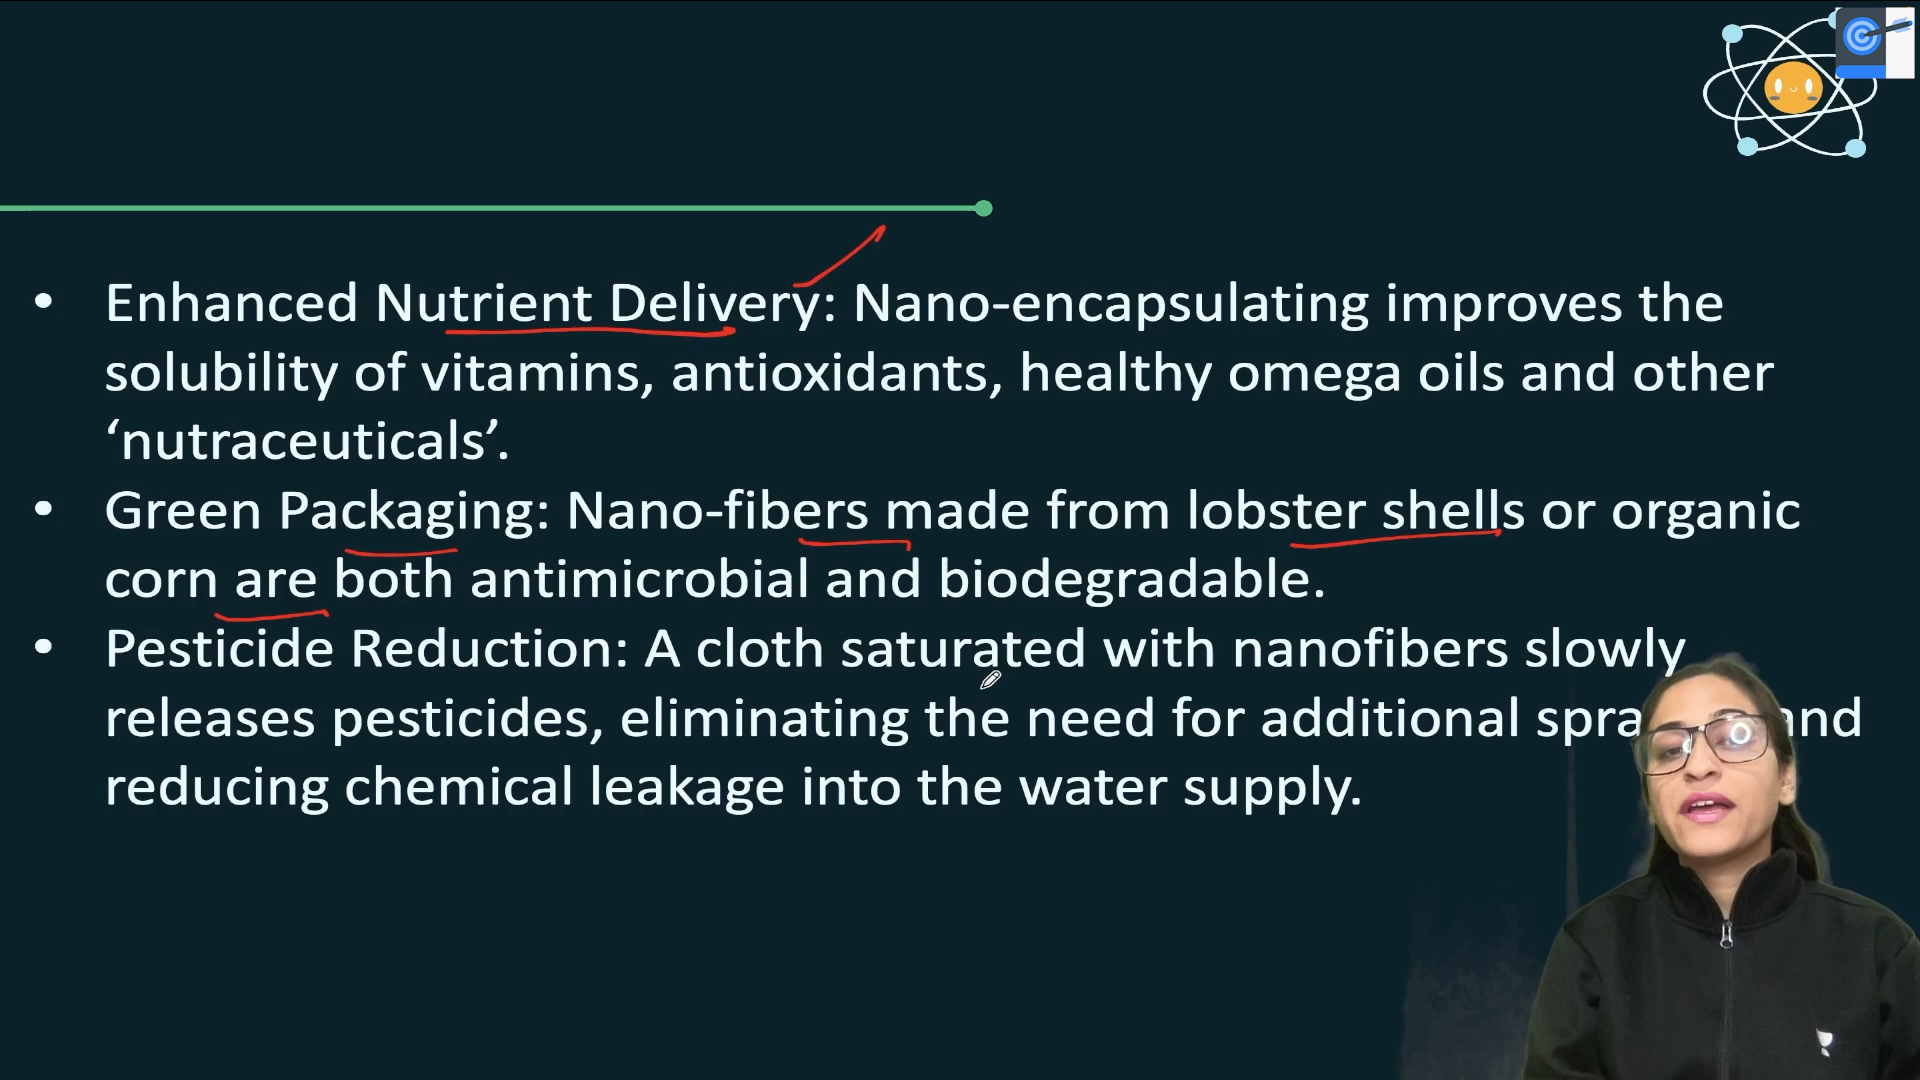 • Enhanced Nutrient Delivery: Nano-encapsulating improves the
solubility of vitamins, antioxidants, healthy omega oils and other
‘nutraceuticals’.
• Green Packaging: Nano-fibers made from lobster shells or organic
corn are both antimicrobial and biodegradable.
• Pesticide Reduction: A cloth saturated with nanofibers slowly
releases pesticides, eliminating the need for additional and
reducing chemical leakage into the water supply.